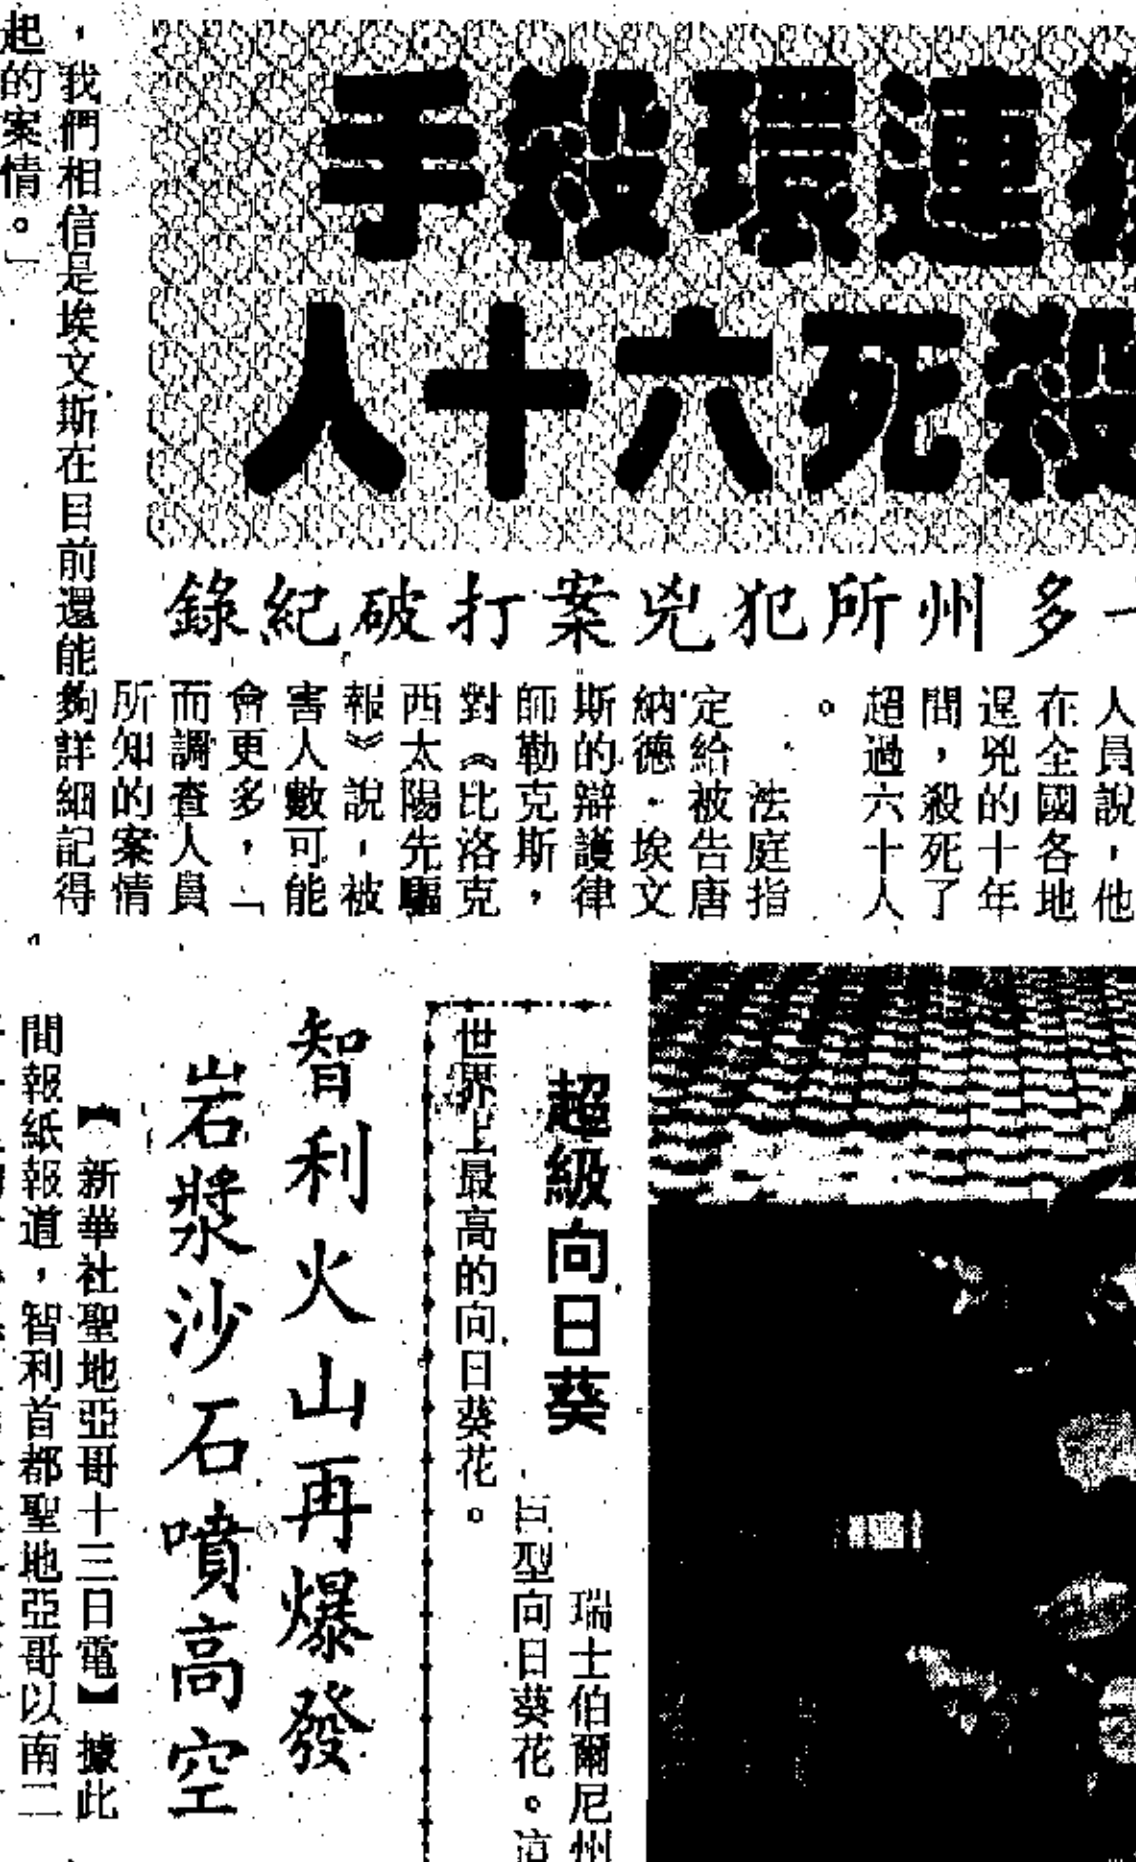 連環殺手
殺死六十人
多州所犯兇案打破紀錄
人員說，他
在全國各地
逞兇的十年
間，殺死了
超過六十人
。
法庭指
定給被告唐
納德．埃文
斯的辯護律
師勒克斯，
對《比洛克
西太陽先驅
報》說，被
害人數可能
會更多，「
而調查人員
所知的案情
，我們相信是埃文斯在目前還能夠詳細記得
起的案情。」
超級向日葵
瑞士伯爾尼州
巨型向日葵花。這
世界上最高的向日葵花。
智利火山再爆發
岩漿沙石噴高空
【新華社聖地亞哥十三日電】據此
間報紙報道，智利首都聖地亞哥以南二